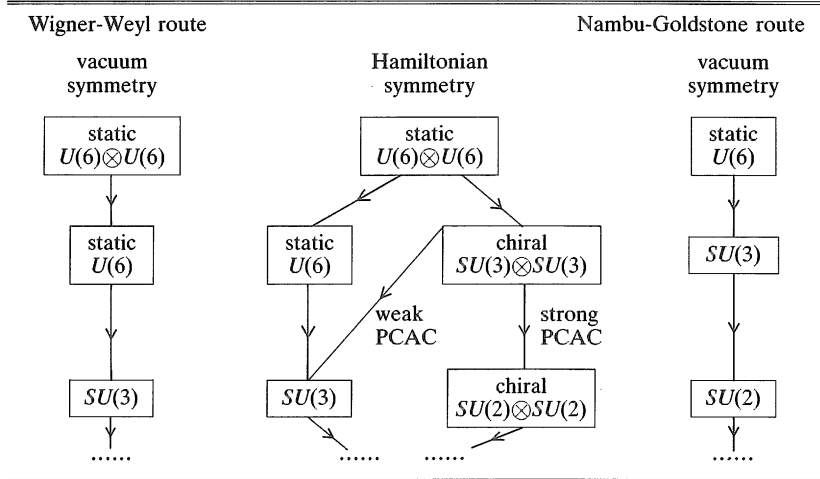 Wigner-Weyl route
Nambu-Goldstone route
vacuum
symmetry
Hamiltonian
symmetry
vacuum
symmetry
static
U(6)⊗U(6)
static
U(6)⊗U(6)
static
U(6)
static
U(6)
static
U(6)
chiral
SU(3)⊗SU(3)
SU(3)
weak
PCAC
strong
PCAC
SU(3)
SU(3)
chiral
SU(2)⊗SU(2)
SU(2)
......
......
......
......